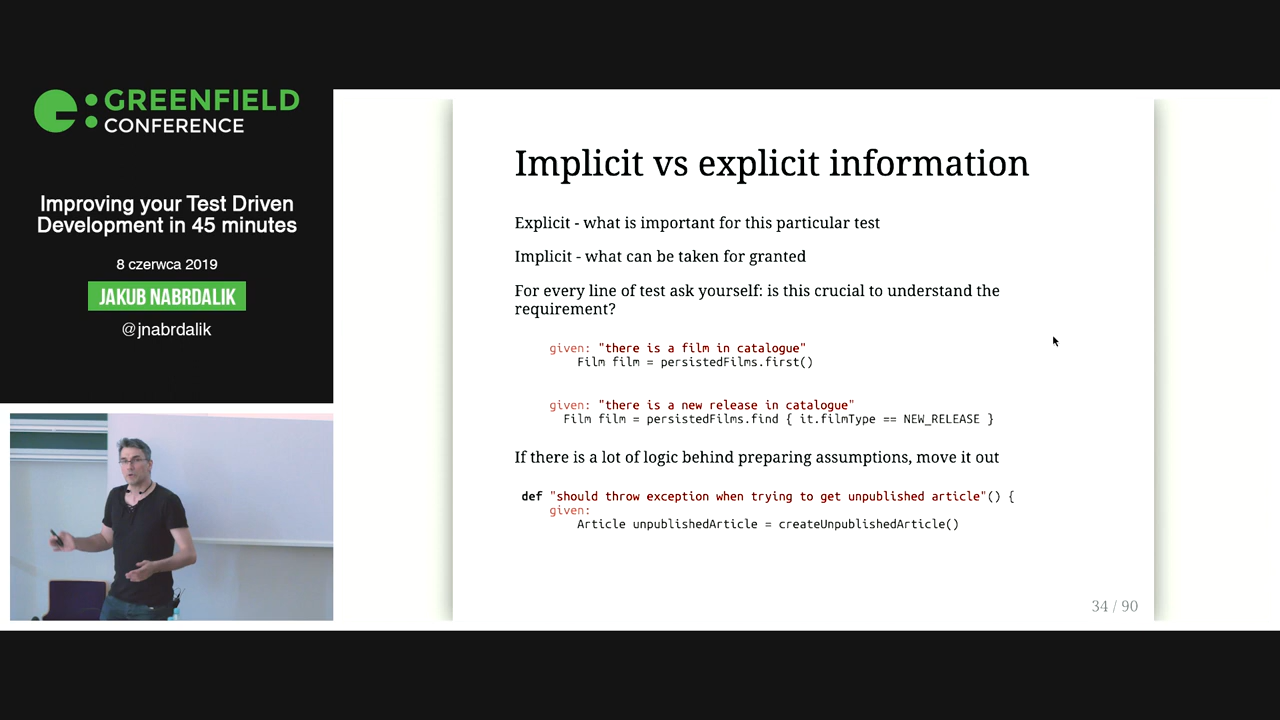 GREENFIELD
CONFERENCE
Improving your Test Driven
Development in 45 minutes
8 czerwca 2019
JAKUB NABRDALIK
@jnabrdalik
Implicit vs explicit information
Explicit - what is important for this particular test
Implicit - what can be taken for granted
For every line of test ask yourself: is this crucial to understand the
requirement?
given: "there is a film in catalogue"
Film film = persistedFilms.first()
given: "there is a new release in catalogue"
Film film = persistedFilms.find { it.filmType == NEW_RELEASE }
If there is a lot of logic behind preparing assumptions, move it out
def "should throw exception when trying to get unpublished article"() {
given:
Article unpublishedArticle = createUnpublishedArticle()
34 / 90